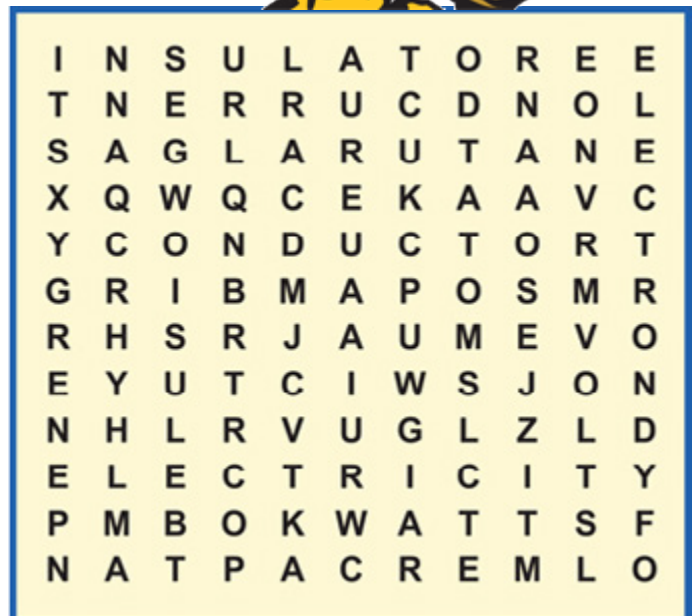 I N S U L A T O R E E
T N E R R U C D N O L
S A G L A R U T A N E
X Q W Q C E K A A V C
Y C O N D U C T O R T
G R I B M A P O S M R
R H S R J A U M E V O
E Y U T C I W S J O N
N H L R V U G L Z L D
E L E C T R I C I T Y
P M B O K W A T T S F
N A T P A C R E M L O